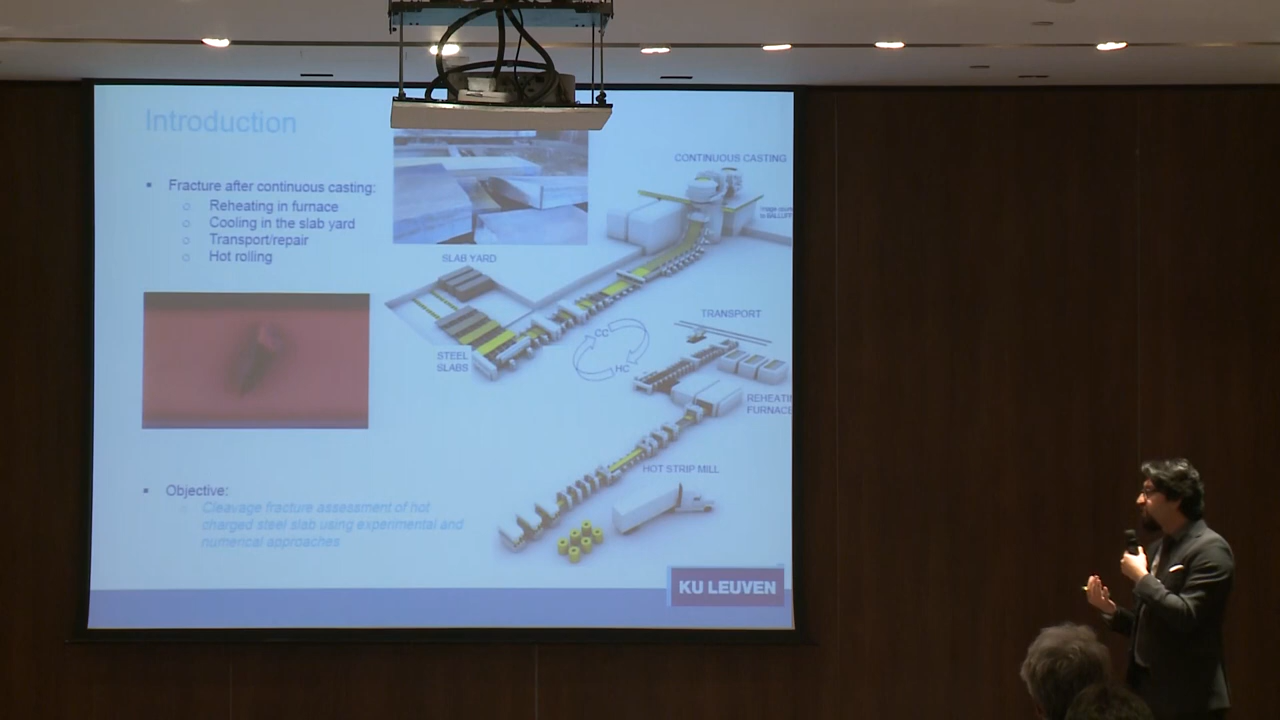 Introduction
▪ Fracture after continuous casting:
○ Reheating in furnace
○ Cooling in the slab yard
○ Transport/repair
○ Hot rolling
CONTINUOUS CASTING
to BALLUFF
SLAB YARD
STEEL
SLABS
CC
HC
TRANSPORT
FURNACE
HOT STRIP MILL
▪ Objective:
○ Cleavage fracture assessment of hot
charged steel slab using experimental and
numerical approaches
KU LEUVEN